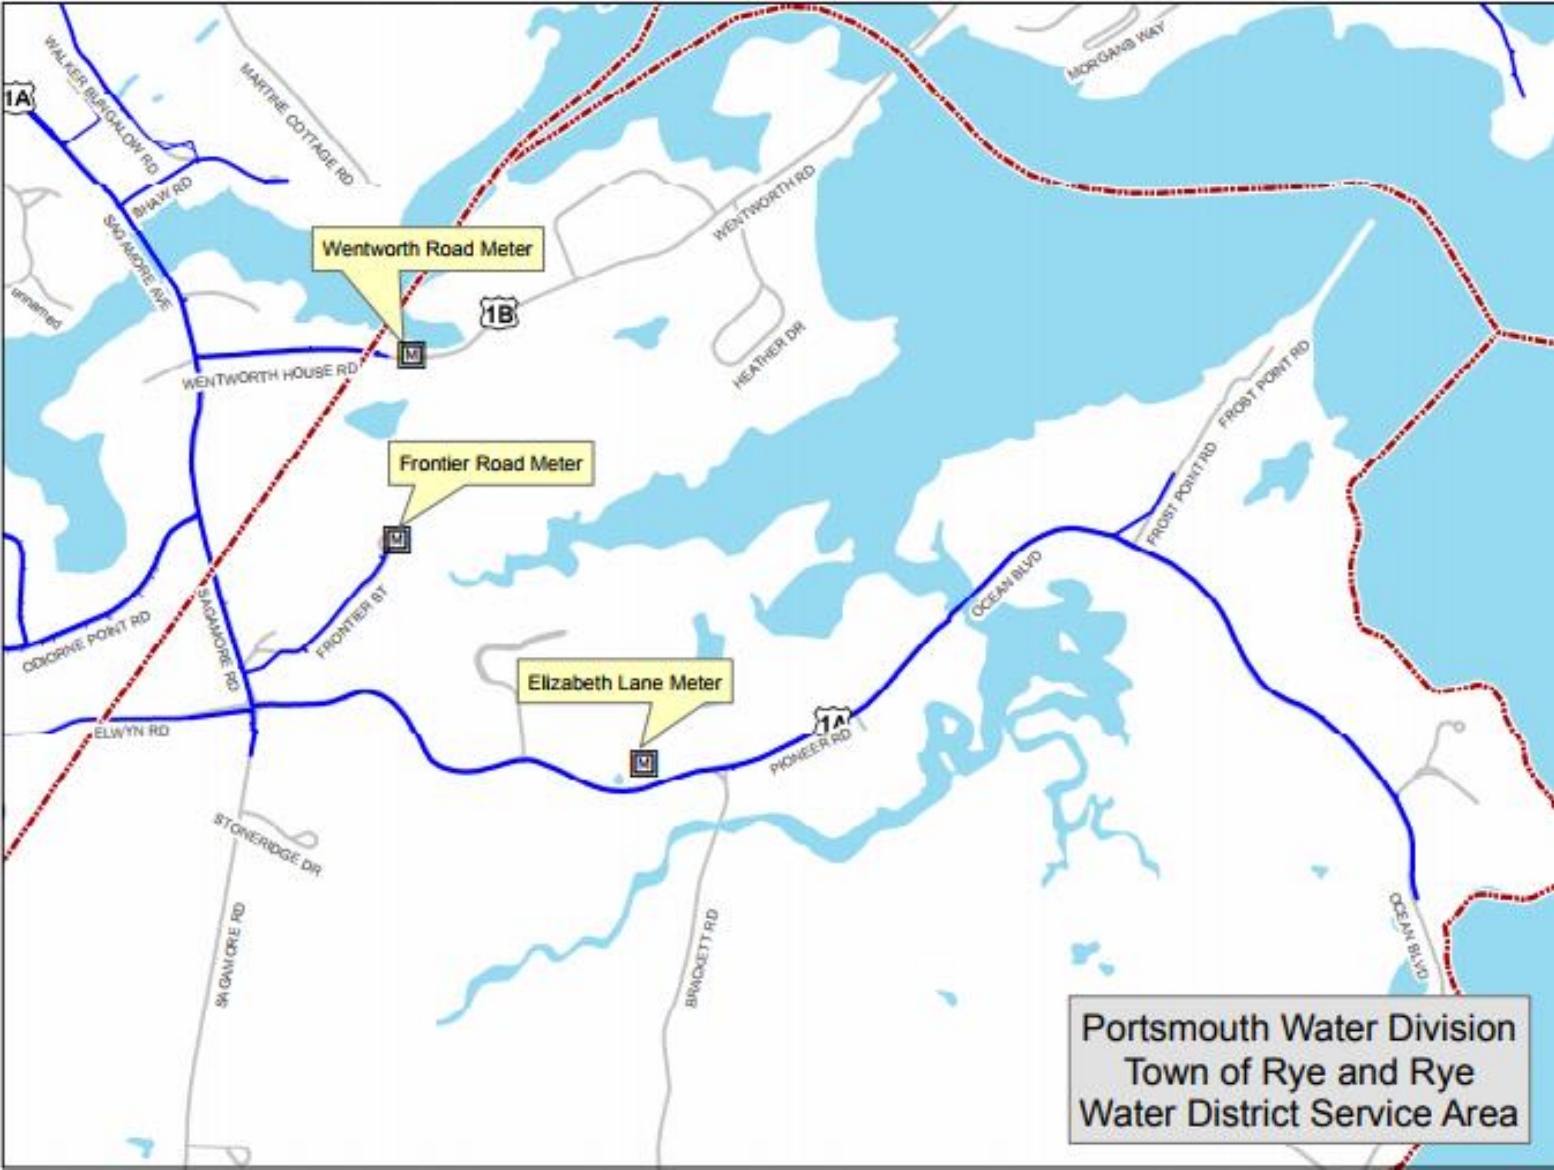 MORGANS WAY
WALKER BUNGALOW RD
MARTINE COTTAGE RD
1A
SHAW RD
WENTWORTH RD
SAGAMORE AVE
Wentworth Road Meter
unnamed
1B
M
HEATHER DR
WENTWORTH HOUSE RD
FROST POINT RD
Frontier Road Meter
FROST POINT RD
M
OCEAN BLVD
SAGAMORE RD
FRONTIER ST
ODIORNE POINT RD
Elizabeth Lane Meter
ELWYN RD
1A
PIONEER RD
M
STONERIDGE DR
SAGAMORE RD
BRACKETT RD
OCEAN BLVD
Portsmouth Water Division
Town of Rye and Rye
Water District Service Area